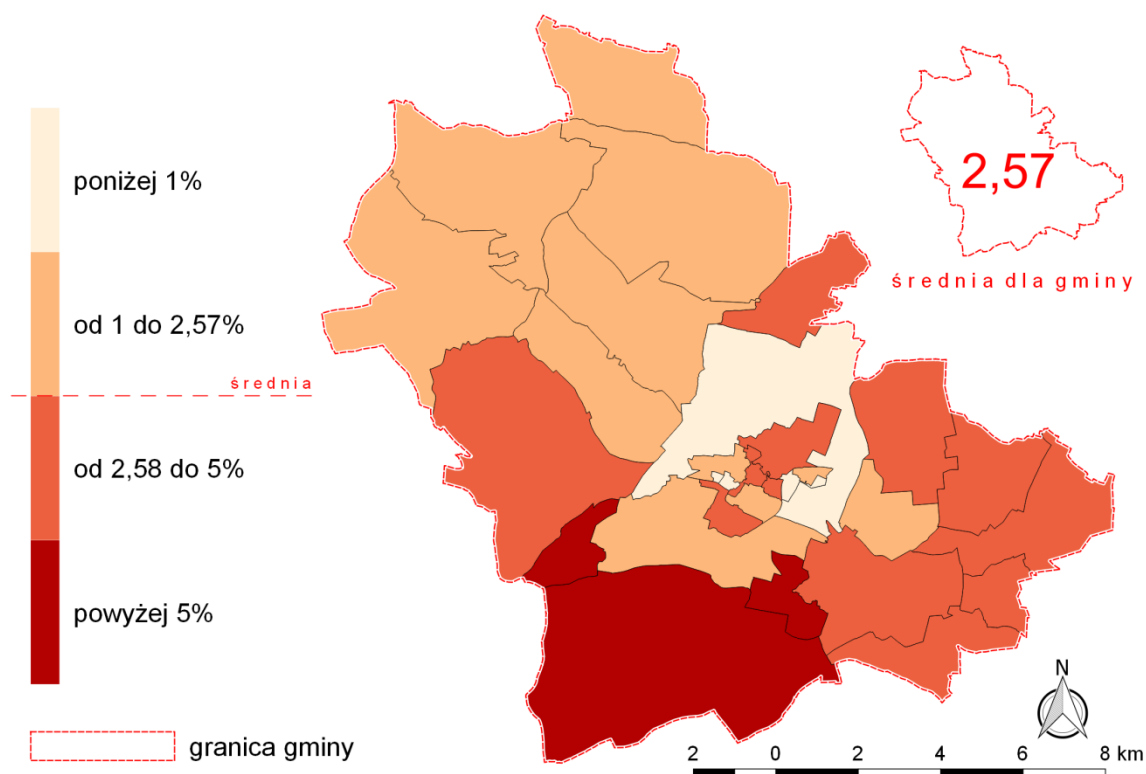 poniżej 1%
od 1 do 2,57%
średnia
od 2,58 do 5%
powyżej 5%
granica gminy
2,57
średnia dla gminy
N
2 0 2 4 6 8 km